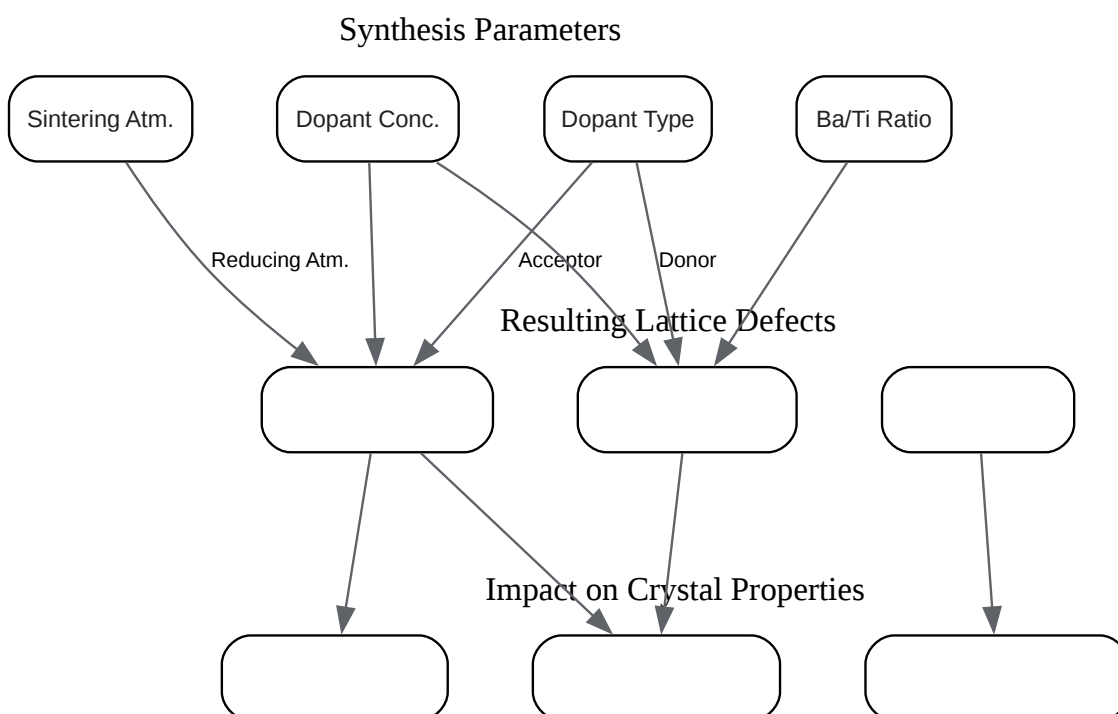 Synthesis Parameters
Sintering Atm.
Dopant Conc.
Dopant Type
Ba/Ti Ratio
Reducing Atm.
Acceptor
Donor
Resulting Lattice Defects
Impact on Crystal Properties